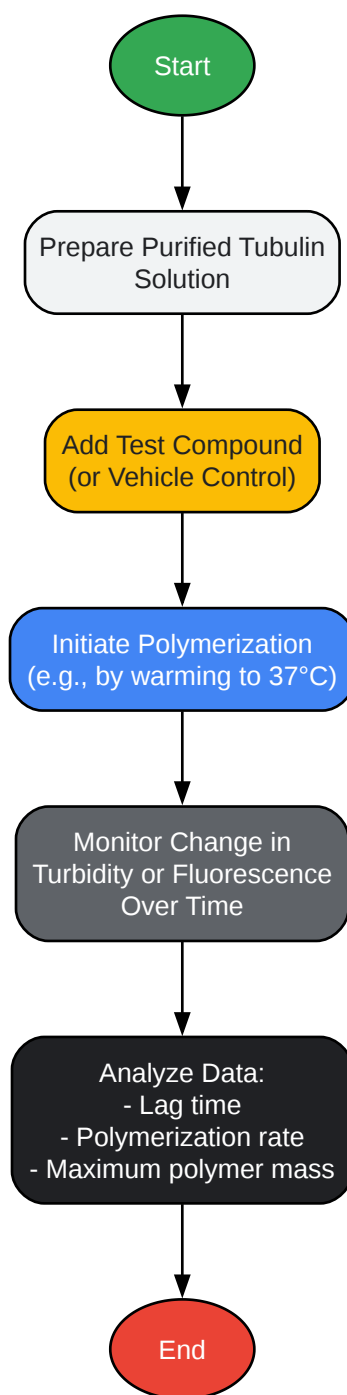 Start
Prepare Purified Tubulin
Solution
Add Test Compound
(or Vehicle Control)
Initiate Polymerization
(e.g., by warming to 37°C)
Monitor Change in
Turbidity or Fluorescence
Over Time
Analyze Data:
- Lag time
- Polymerization rate
- Maximum polymer mass
End